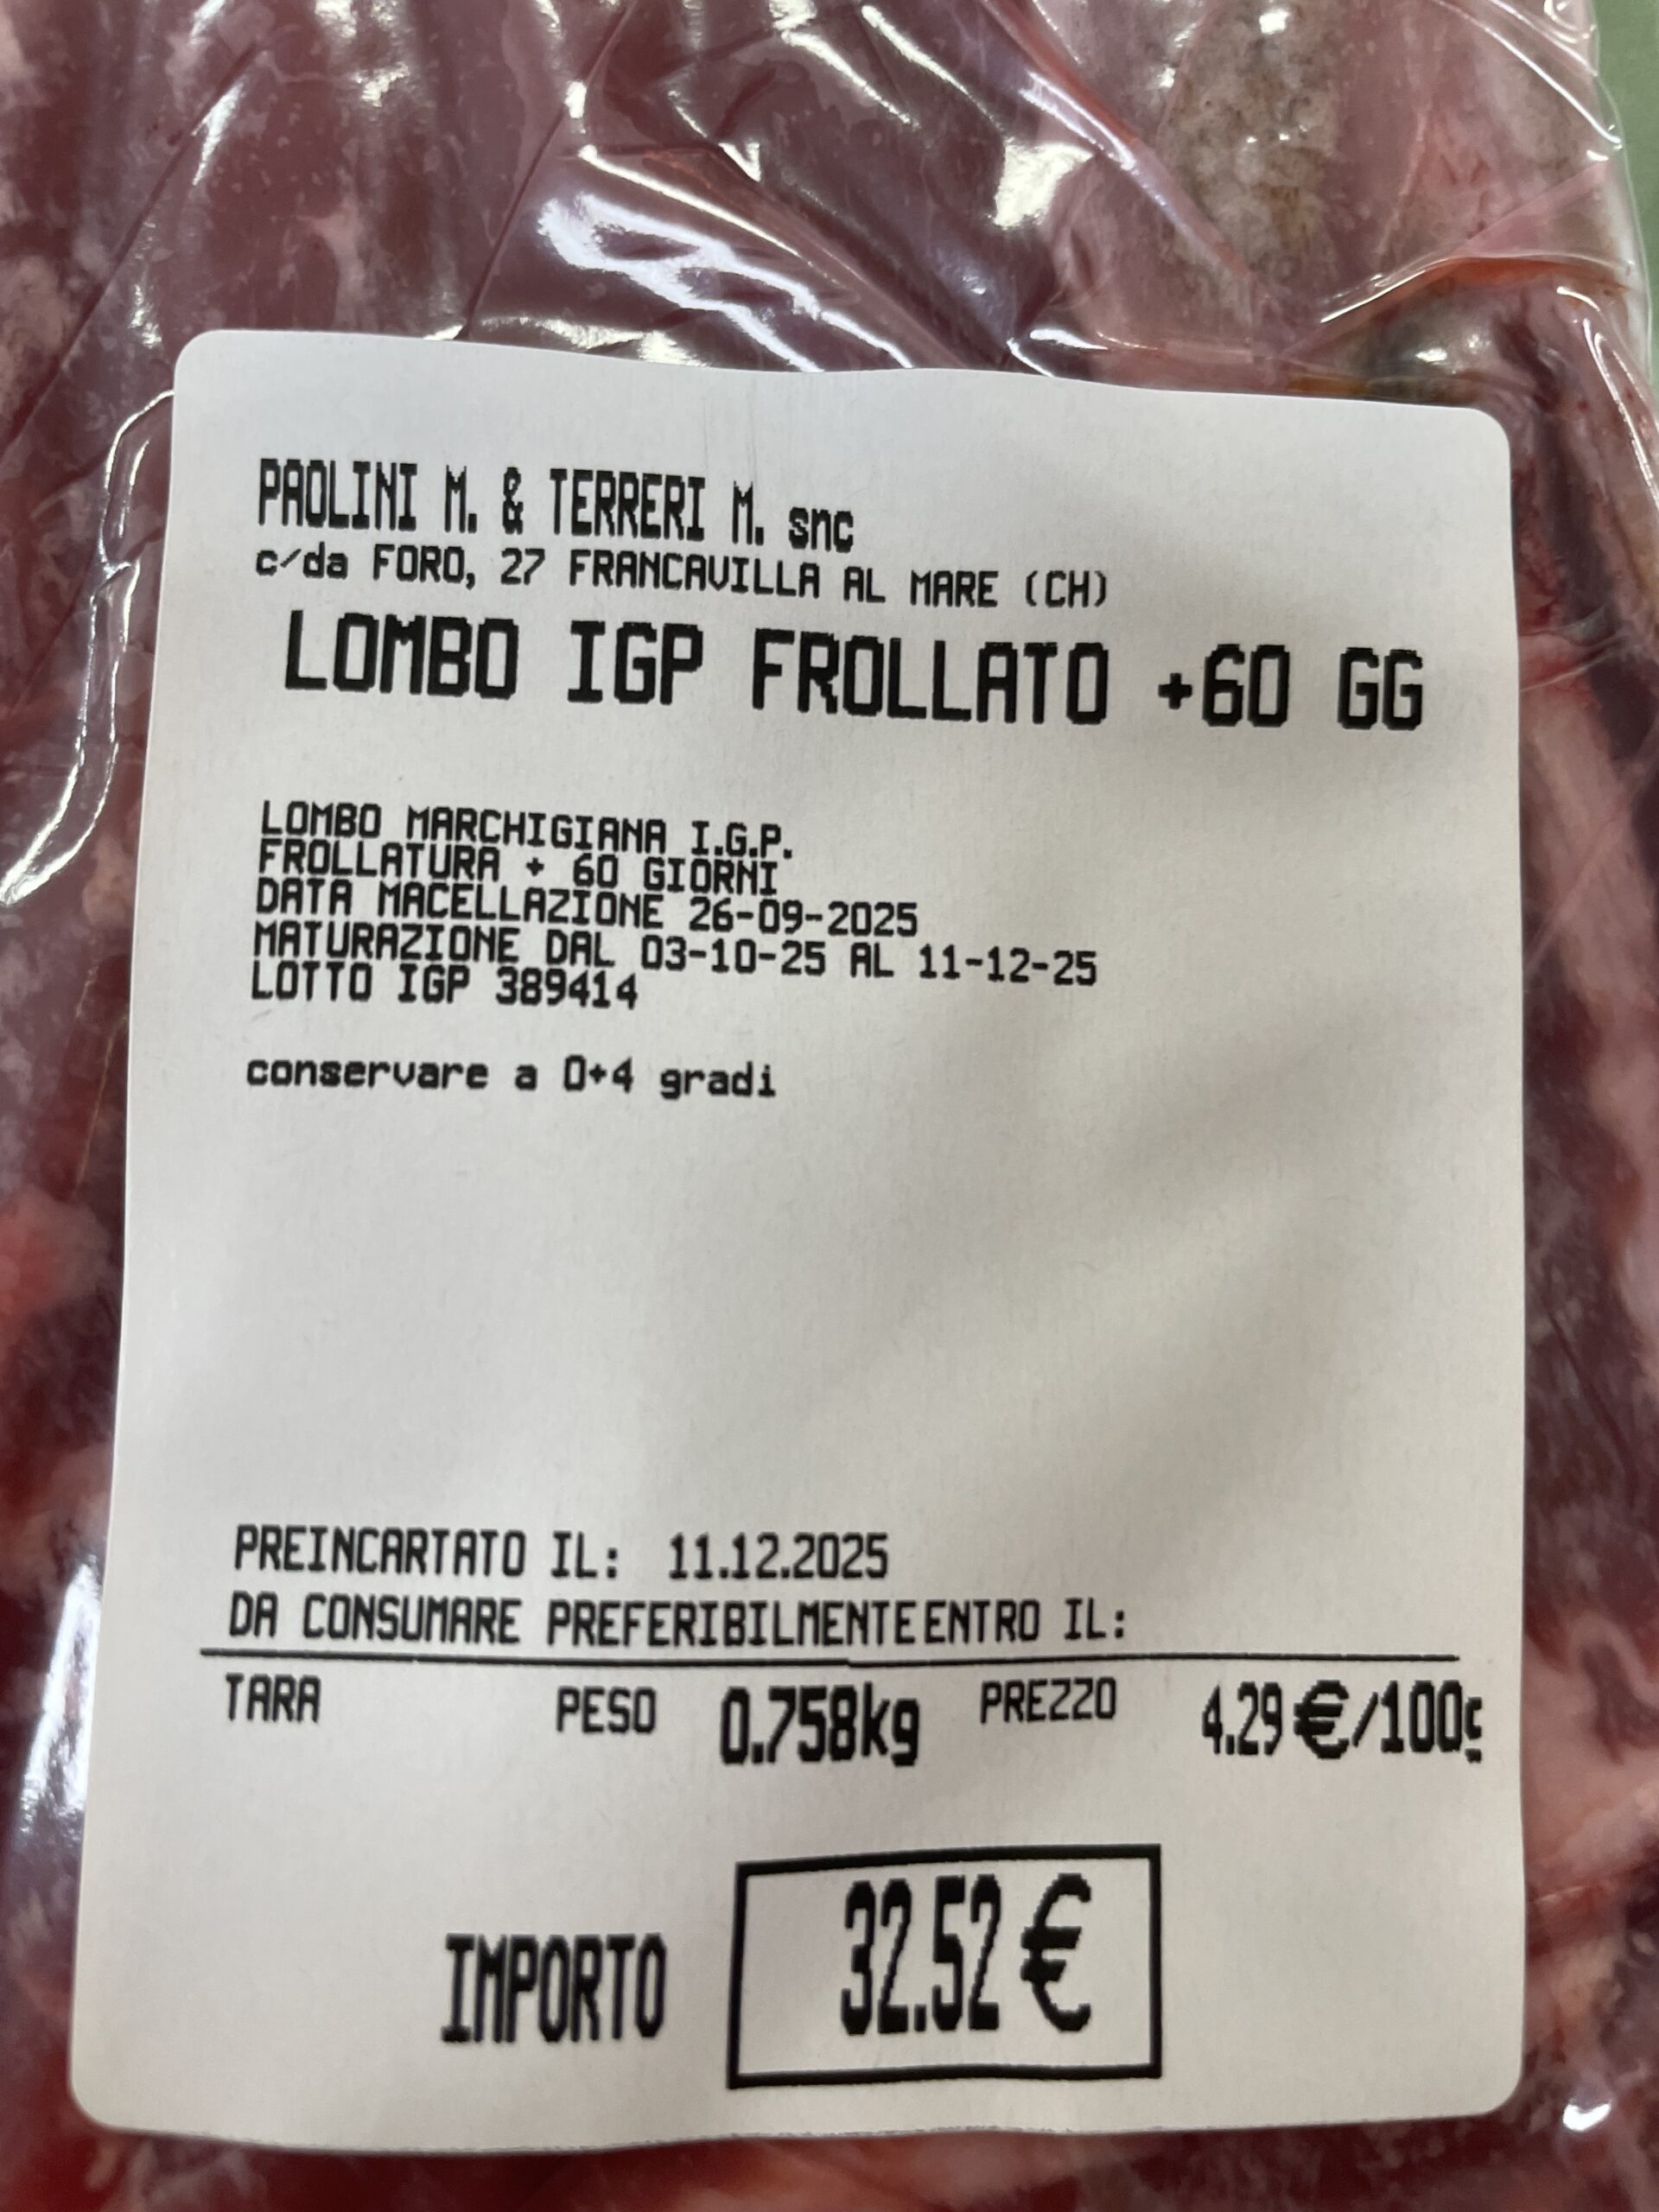 PAOLINI M. & TERRERI M. snc
c/da FORO, 27 FRANCAVILLA AL MARE (CH)
LOMBO IGP FROLLATO +60 GG
LOMBO MARCHIGIANA I.G.P.
FROLLATURA + 60 GIORNI
DATA MACELLAZIONE 26-09-2025
MATURAZIONE DAL 03-10-25 AL 11-12-25
LOTTO IGP 389414
conservare a 0+4 gradi
PREINCARTATO IL: 11.12.2025
DA CONSUMARE PREFERIBILMENTE ENTRO IL:
TARA PESO 0.758kg PREZZO 4.29 €/100g
IMPORTO 32.52 €